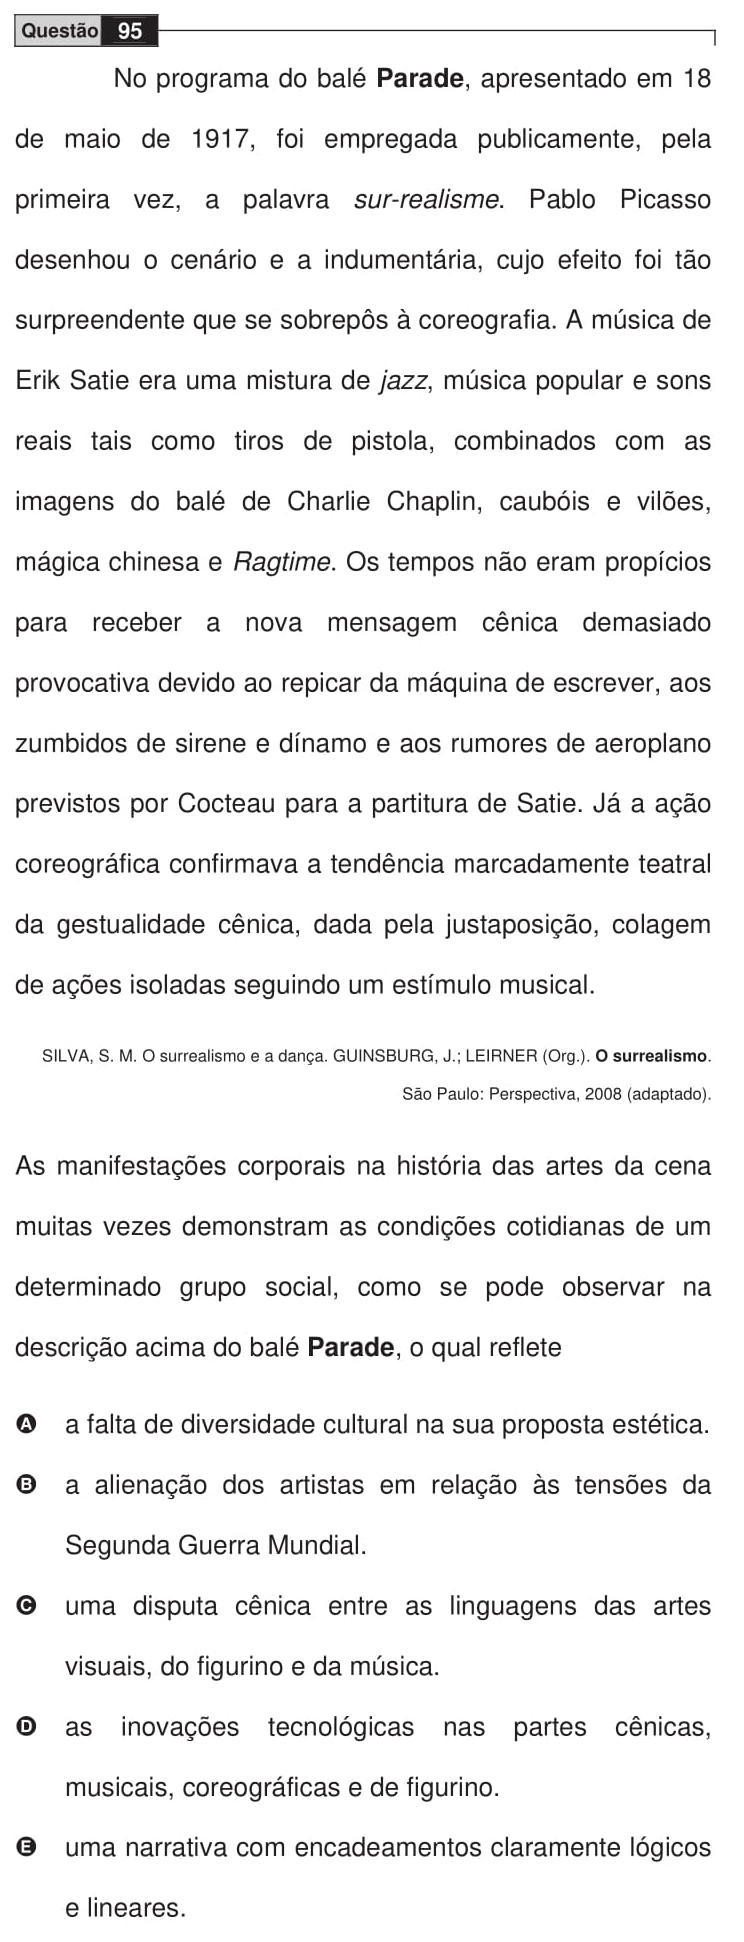 Questão 95
No programa do balé Parade, apresentado em 18
de maio de 1917, foi empregada publicamente, pela
primeira vez, a palavra sur-realisme. Pablo Picasso
desenhou o cenário e a indumentária, cujo efeito foi tão
surpreendente que se sobrepôs à coreografia. A música de
Erik Satie era uma mistura de jazz, música popular e sons
reais tais como tiros de pistola, combinados com as
imagens do balé de Charlie Chaplin, caubóis e vilões,
mágica chinesa e Ragtime. Os tempos não eram propícios
para receber a nova mensagem cênica demasiado
provocativa devido ao repicar da máquina de escrever, aos
zumbidos de sirene e dínamo e aos rumores de aeroplano
previstos por Cocteau para a partitura de Satie. Já a ação
coreográfica confirmava a tendência marcadamente teatral
da gestualidade cênica, dada pela justaposição, colagem
de ações isoladas seguindo um estímulo musical.
SILVA, S. M. O surrealismo e a dança. GUINSBURG, J.; LEIRNER (Org.). O surrealismo.
São Paulo: Perspectiva, 2008 (adaptado).
As manifestações corporais na história das artes da cena
muitas vezes demonstram as condições cotidianas de um
determinado grupo social, como se pode observar na
descrição acima do balé Parade, o qual reflete
A a falta de diversidade cultural na sua proposta estética.
B a alienação dos artistas em relação às tensões da
Segunda Guerra Mundial.
C uma disputa cênica entre as linguagens das artes
visuais, do figurino e da música.
D as inovações tecnológicas nas partes cênicas,
musicais, coreográficas e de figurino.
E uma narrativa com encadeamentos claramente lógicos
e lineares.